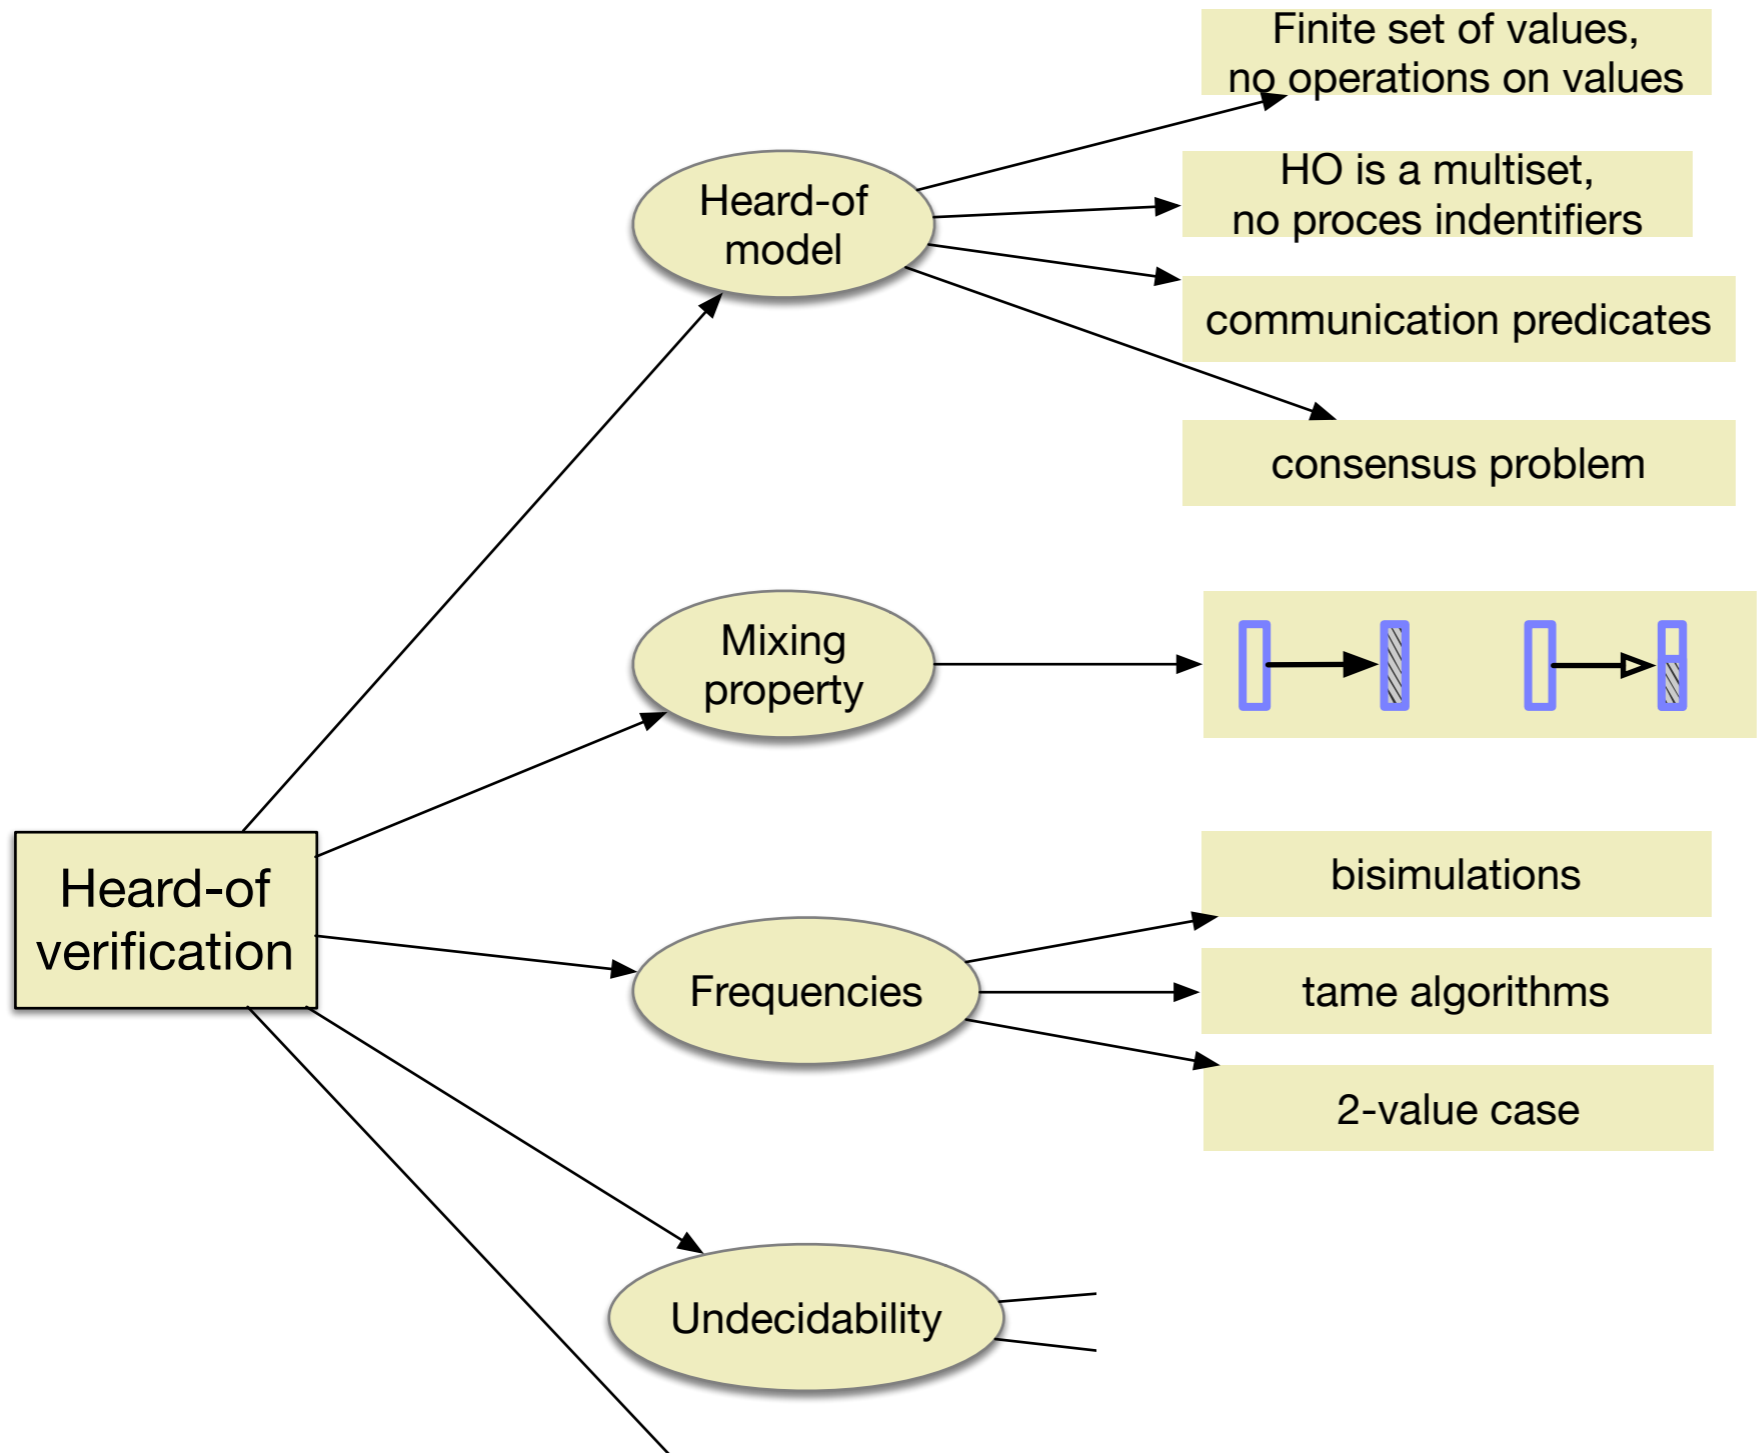 Finite set of values,
no operations on values
Heard-of
model
HO is a multiset,
no proces indentifiers
communication predicates
consensus problem
Mixing
property
Heard-of
verification
bisimulations
Frequencies
tame algorithms
2-value case
Undecidability